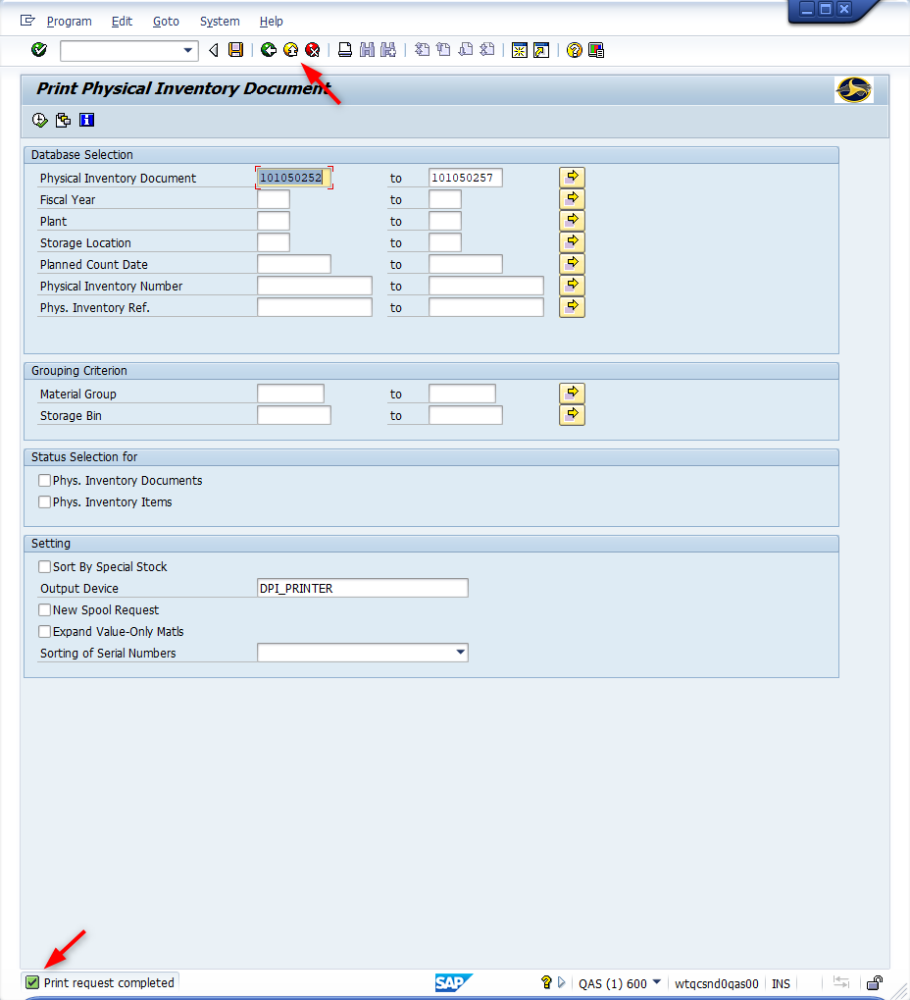 Program Edit Goto System Help
Print Physical Inventory Document
Database Selection
Physical Inventory Document 101050252 to 101050257
Fiscal Year to
Plant to
Storage Location to
Planned Count Date to
Physical Inventory Number to
Phys. Inventory Ref. to
Grouping Criterion
Material Group to
Storage Bin to
Status Selection for
Phys. Inventory Documents
Phys. Inventory Items
Setting
Sort By Special Stock
Output Device DPI_PRINTER
New Spool Request
Expand Value-Only Matls
Sorting of Serial Numbers
Print request completed SAP QAS (1) 600 wtqcsnd0qas00 INS